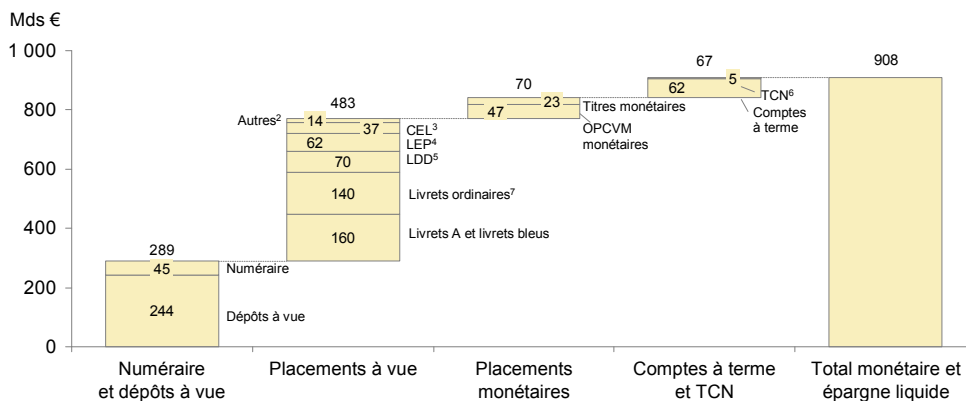 Mds €
1 000
800
600
400
200
0
289
45
Numéraire
244
Dépôts à vue
483
Autres²
14
37
CEL³
62
LEP⁴
70
LDD⁵
140
Livrets ordinaires⁷
160
Livrets A et livrets bleus
70
23
Titres monétaires
47
OPCVM
monétaires
67
5
TCN⁶
62
Comptes
à terme
908
Numéraire
et dépôts à vue
Placements à vue
Placements
monétaires
Comptes à terme
et TCN
Total monétaire et
épargne liquide